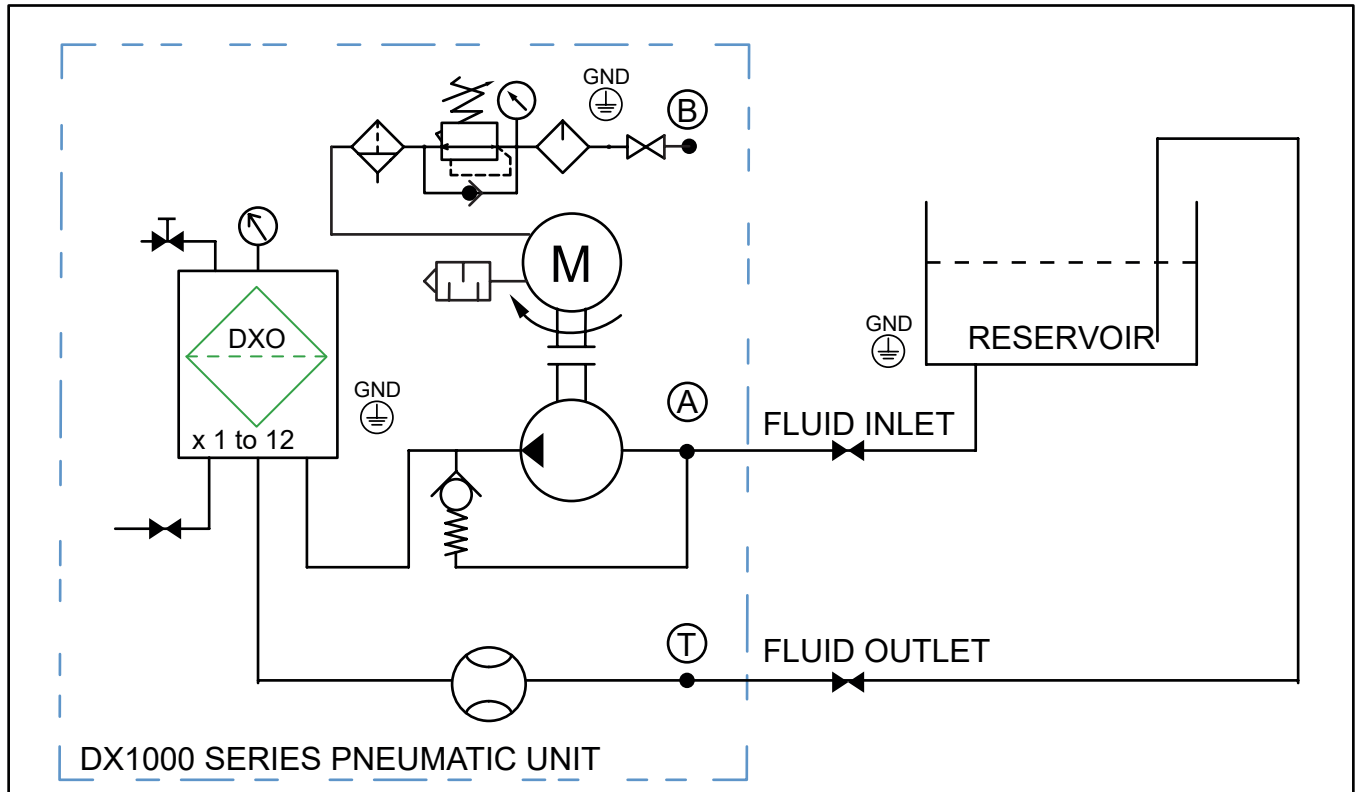 GND
B
M
DXO
x 1 to 12
GND
GND
RESERVOIR
A
FLUID INLET
T
FLUID OUTLET
DX1000 SERIES PNEUMATIC UNIT